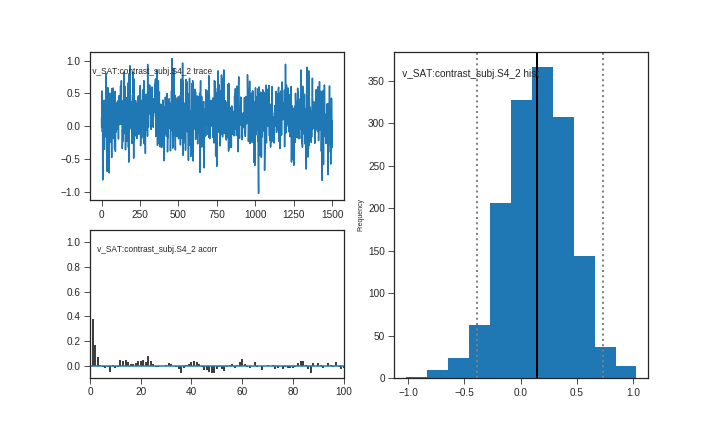 v_SAT:contrast_subj.S4_2 trace
1.0
0.5
0.0
−0.5
−1.0
0 250 500 750 1000 1250 1500
v_SAT:contrast_subj.S4_2 acorr
1.0
0.8
0.6
0.4
0.2
0.0
0 20 40 60 80 100
v_SAT:contrast_subj.S4_2 hist
Frequency
350
300
250
200
150
100
50
0
−1.0 −0.5 0.0 0.5 1.0